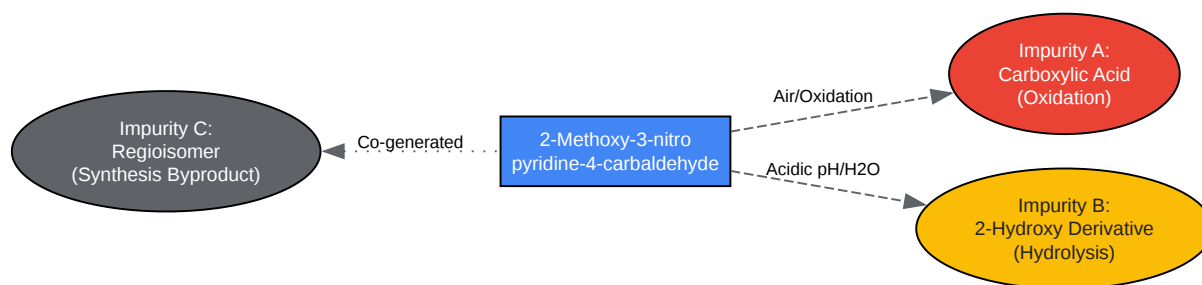 Impurity A:
Carboxylic Acid
(Oxidation)
Air/Oxidation
Impurity C:
Regioisomer
(Synthesis Byproduct)
Co-generated
2-Methoxy-3-nitro
pyridine-4-carbaldehyde
Acidic pH/H2O
Impurity B:
2-Hydroxy Derivative
(Hydrolysis)